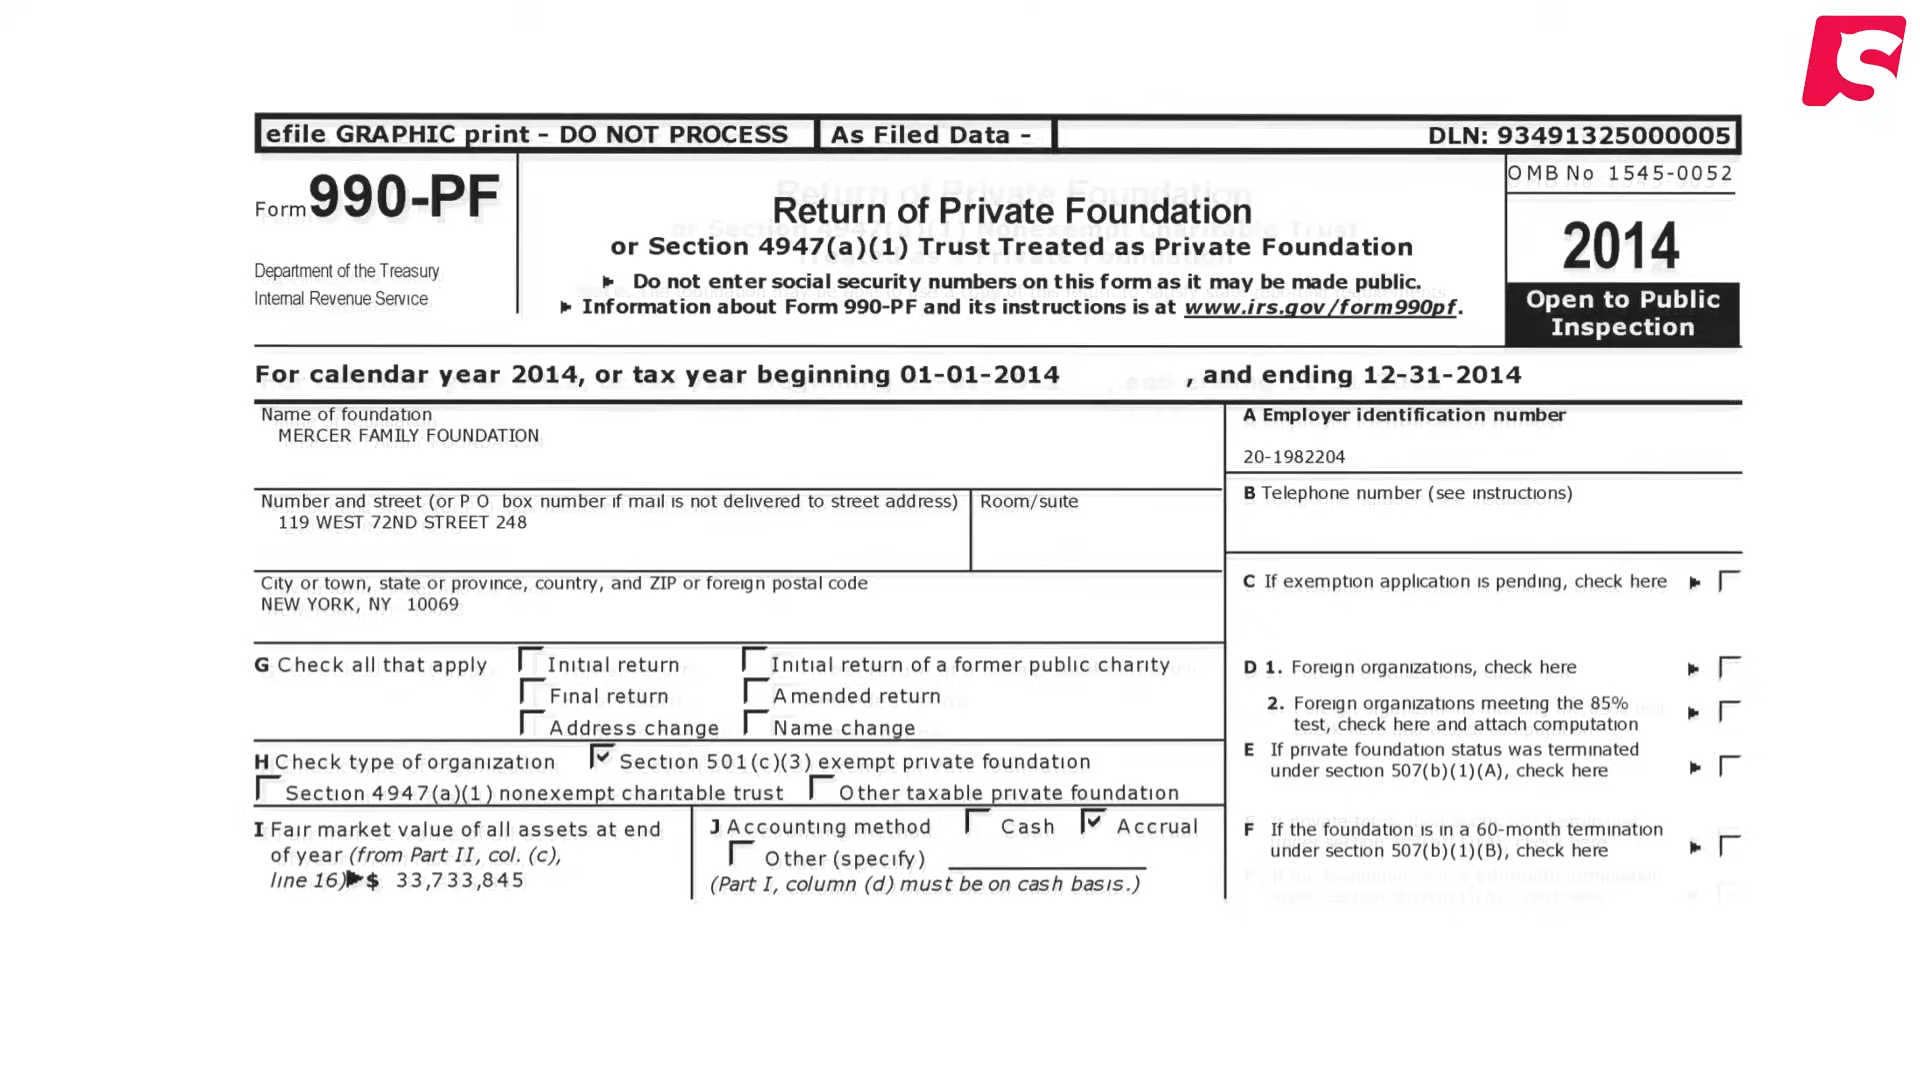 efile GRAPHIC print - DO NOT PROCESS
As Filed Data -
DLN: 93491325000005
Form 990-PF
Department of the Treasury
Internal Revenue Service
Return of Private Foundation
or Section 4947(a)(1) Trust Treated as Private Foundation
► Do not enter social security numbers on this form as it may be made public.
► Information about Form 990-PF and its instructions is at www.irs.gov/form990pf.
OMB No 1545-0052
2014
Open to Public
Inspection
For calendar year 2014, or tax year beginning 01-01-2014 , and ending 12-31-2014
Name of foundation
MERCER FAMILY FOUNDATION
A Employer identification number
20-1982204
Number and street (or P O box number if mail is not delivered to street address)
119 WEST 72ND STREET 248
Room/suite
B Telephone number (see instructions)
City or town, state or province, country, and ZIP or foreign postal code
NEW YORK, NY 10069
C If exemption application is pending, check here ►
G Check all that apply
Initial return
Initial return of a former public charity
Final return
Amended return
Address change
Name change
D 1. Foreign organizations, check here ►
2. Foreign organizations meeting the 85%
test, check here and attach computation ►
E If private foundation status was terminated
under section 507(b)(1)(A), check here ►
H Check type of organization
Section 501(c)(3) exempt private foundation
Section 4947(a)(1) nonexempt charitable trust
Other taxable private foundation
I Fair market value of all assets at end
of year (from Part II, col. (c),
line 16)►$ 33,733,845
J Accounting method
Cash
Accrual
Other (specify)
(Part I, column (d) must be on cash basis.)
F If the foundation is in a 60-month termination
under section 507(b)(1)(B), check here ►